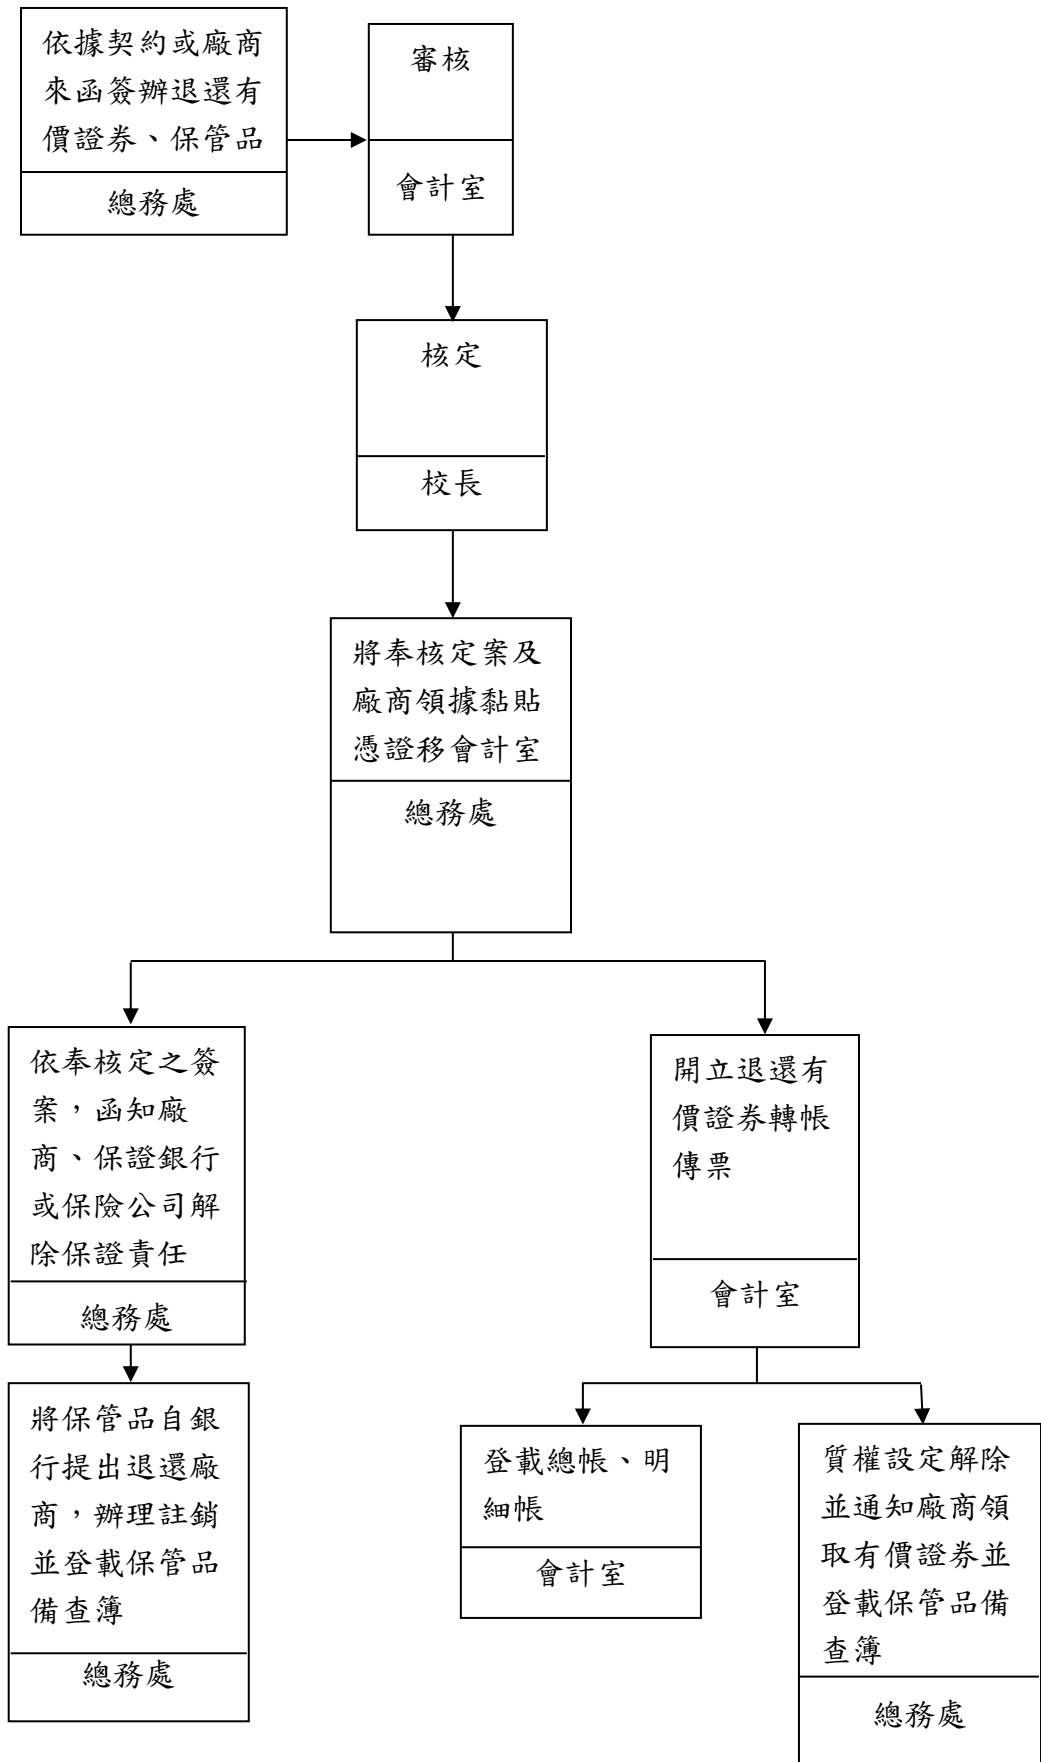 依據契約或廠商
來函簽辦退還有
價證券、保管品
總務處
審核
會計室
核定
校長
將奉核定案及
廠商領據黏貼
憑證移會計室
總務處
依奉核定之簽
案，函知廠
商、保證銀行
或保險公司解
除保證責任
總務處
將保管品自銀
行提出退還廠
商，辦理註銷
並登載保管品
備查簿
總務處
開立退還有
價證券轉帳
傳票
會計室
登載總帳、明
細帳
會計室
質權設定解除
並通知廠商領
取有價證券並
登載保管品備
查簿
總務處